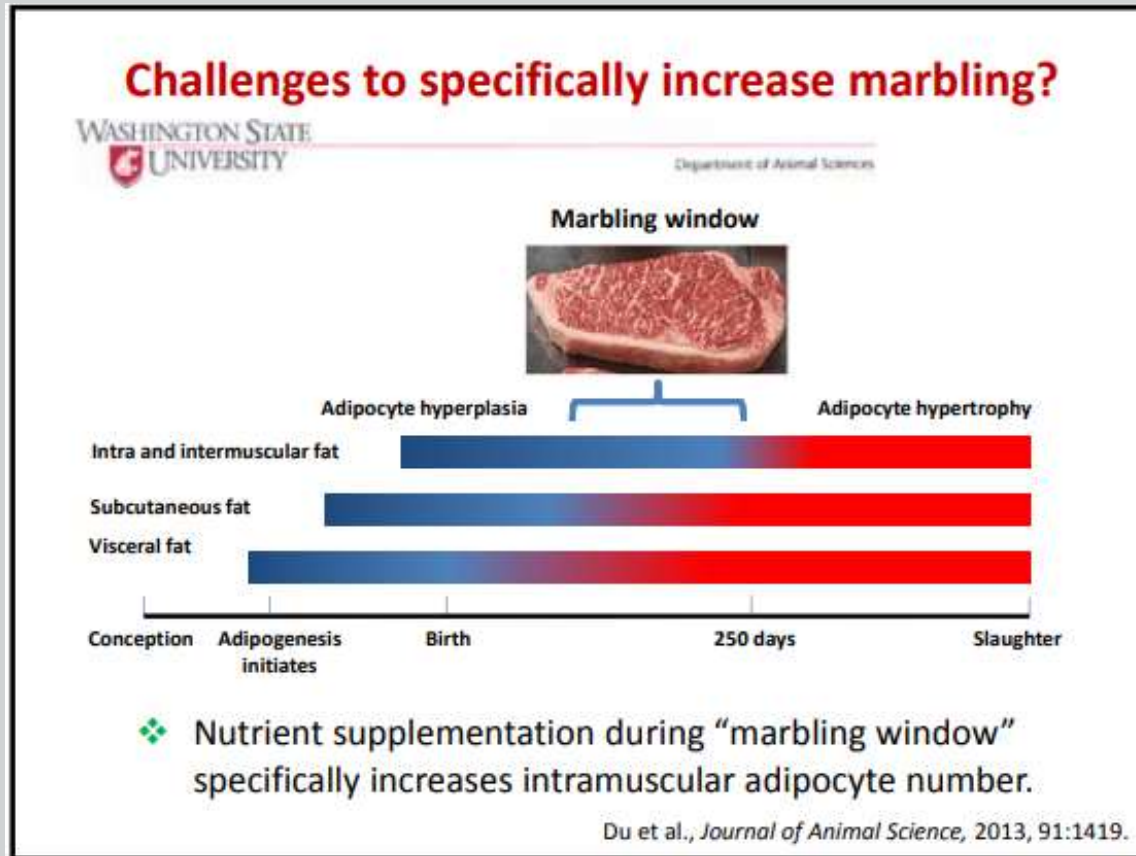 Challenges to specifically increase marbling?
WASHINGTON STATE
UNIVERSITY
Department of Animal Sciences
Marbling window
Adipocyte hyperplasia
Adipocyte hypertrophy
Intra and intermuscular fat
Subcutaneous fat
Visceral fat
Conception
Adipogenesis
initiates
Birth
250 days
Slaughter
❖ Nutrient supplementation during “marbling window”
specifically increases intramuscular adipocyte number.
Du et al., Journal of Animal Science, 2013, 91:1419.